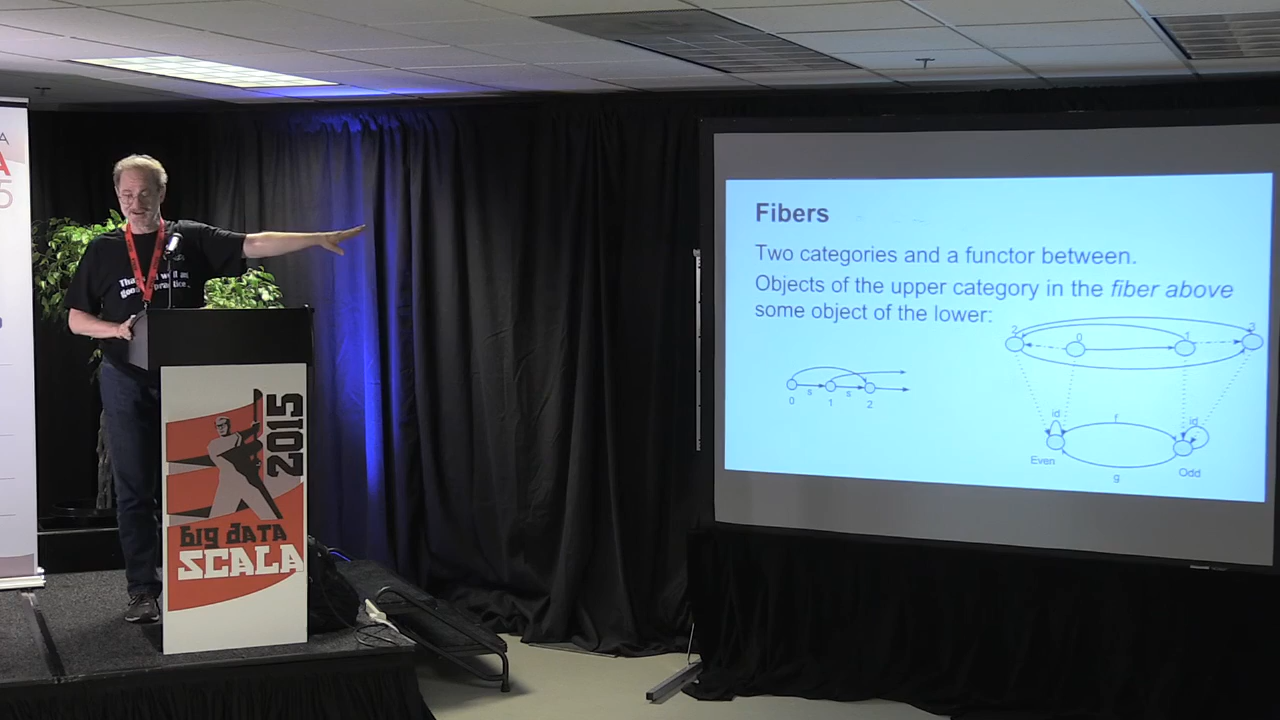 A
A
5
Fibers
Two categories and a functor between.
Objects of the upper category in the fiber above
some object of the lower:
2
0
1
3
s
s
0
1
2
id
f
id
Even
Odd
g
2015
big data
SCALA